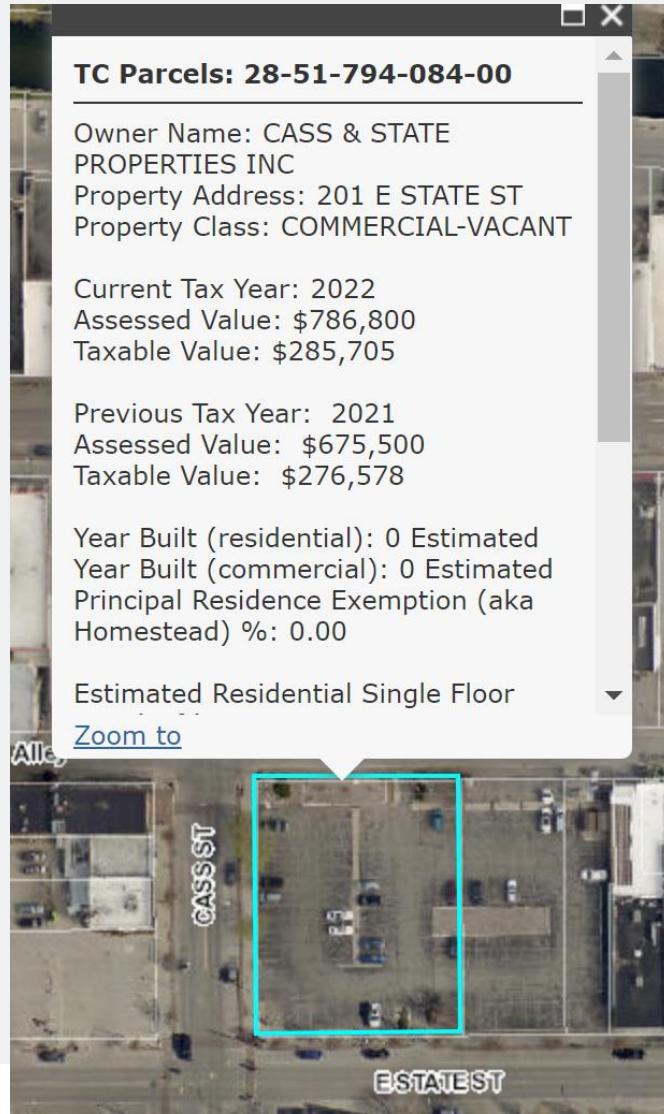 TC Parcels: 28-51-794-084-00
Owner Name: CASS & STATE
PROPERTIES INC
Property Address: 201 E STATE ST
Property Class: COMMERCIAL-VACANT
Current Tax Year: 2022
Assessed Value: $786,800
Taxable Value: $285,705
Previous Tax Year: 2021
Assessed Value: $675,500
Taxable Value: $276,578
Year Built (residential): 0 Estimated
Year Built (commercial): 0 Estimated
Principal Residence Exemption (aka
Homestead) %: 0.00
Estimated Residential Single Floor
Zoom to
Alley
CASS ST
E STATE ST